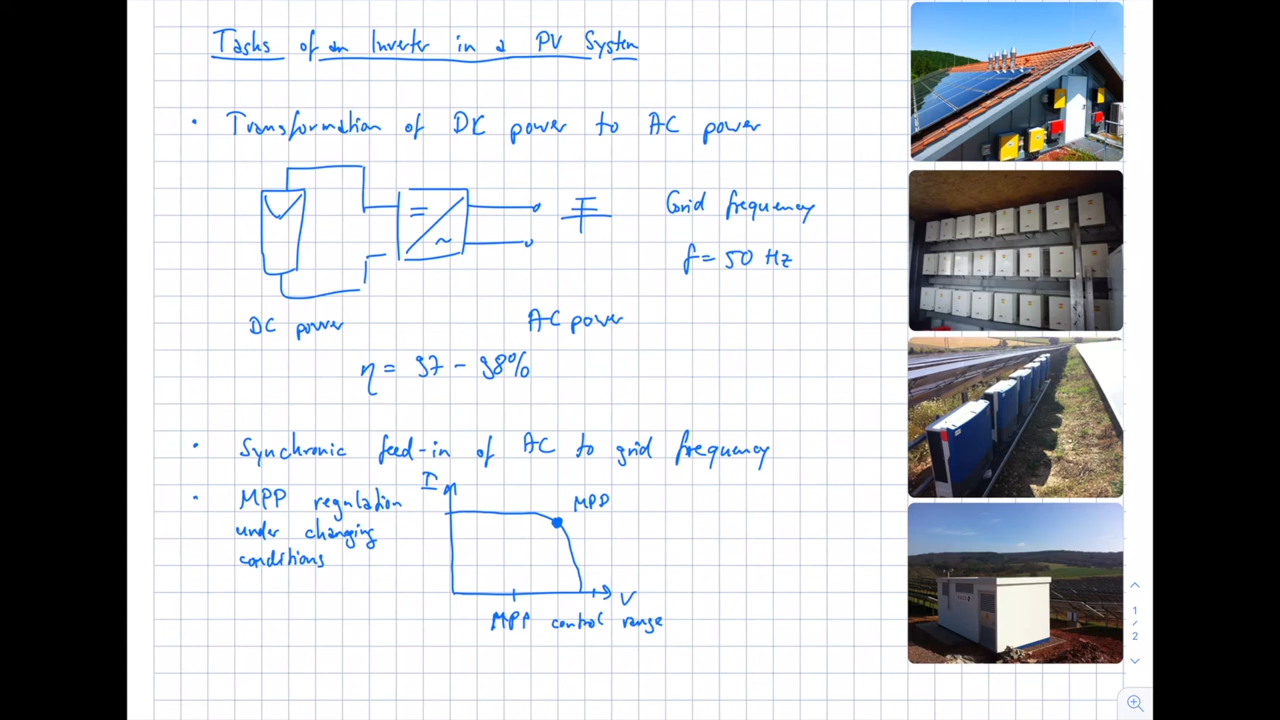 Tasks of an Inverter in a PV System
• Transformation of DC power to AC power
=
~
Grid frequency
f = 50 Hz
DC power
AC power
η = 97 - 98%
• Synchronic feed-in of AC to grid frequency
• MPP regulation
under changing
conditions
I
MPP
V
MPP control range
1
/
2